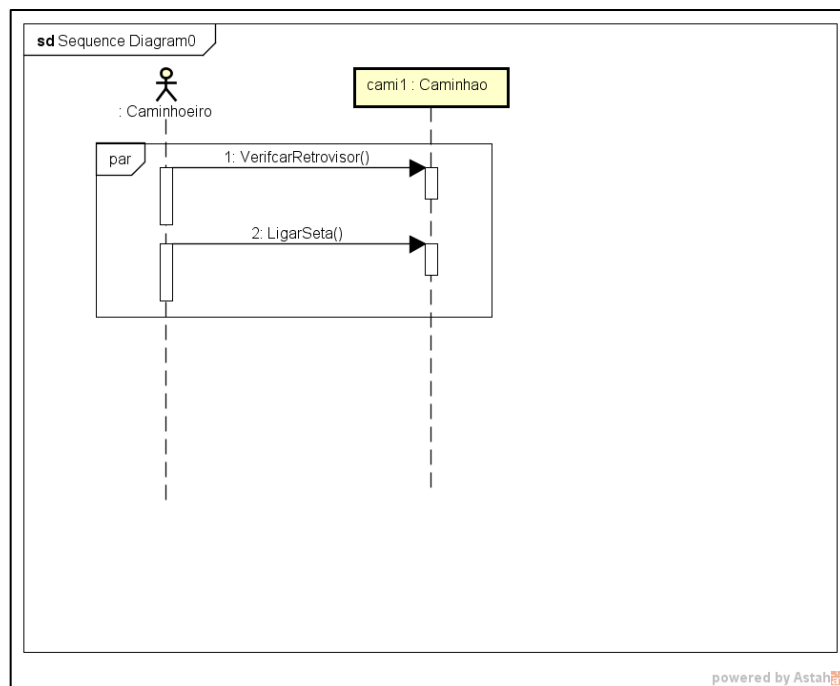 sd Sequence Diagram0
: Caminhoeiro
cami1 : Caminhao
par
1: VerifcarRetrovisor()
2: LigarSeta()
powered by Astah